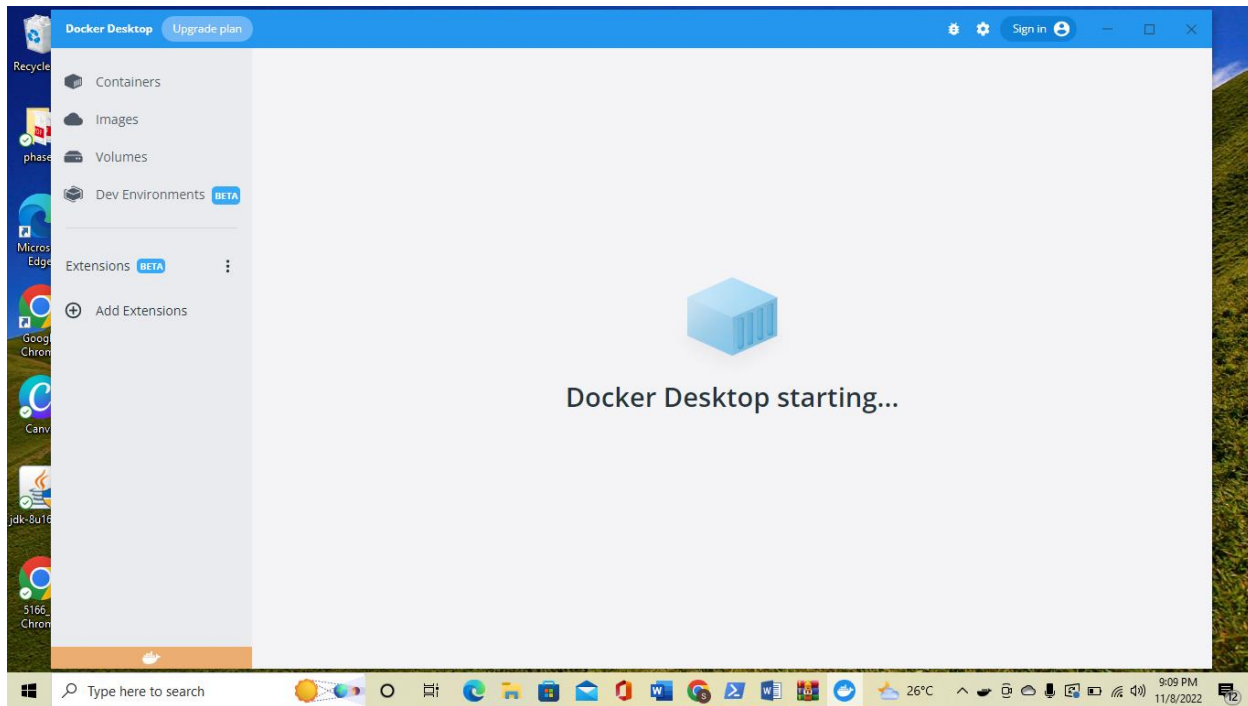 Docker Desktop Upgrade plan Sign in
Recycle
Containers
Images
phase
Volumes
Dev Environments BETA
Micros
Edge
Extensions BETA
Add Extensions
Googl
Chron
Docker Desktop starting...
Canv
jdk-8u16
5166_
Chron
Type here to search 26°C 9:09 PM
11/8/2022
12